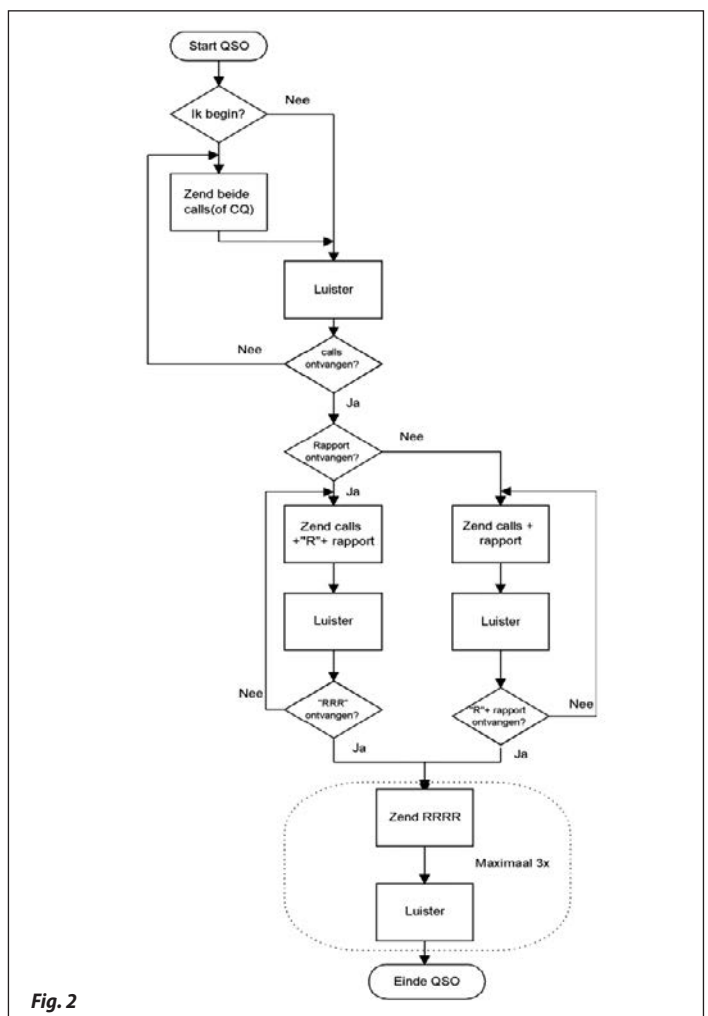 Start QSO
Ik begin?
Nee
Zend beide
calls(of CQ)
Luister
Nee
calls
ontvangen?
Ja
Rapport
ontvangen?
Nee
Ja
Zend calls
+"R"+ rapport
Zend calls +
rapport
Luister
Luister
Nee
"RRR"
ontvangen?
"R"+ rapport
ontvangen?
Nee
Ja
Ja
Zend RRRR
Maximaal 3x
Luister
Einde QSO
Fig. 2